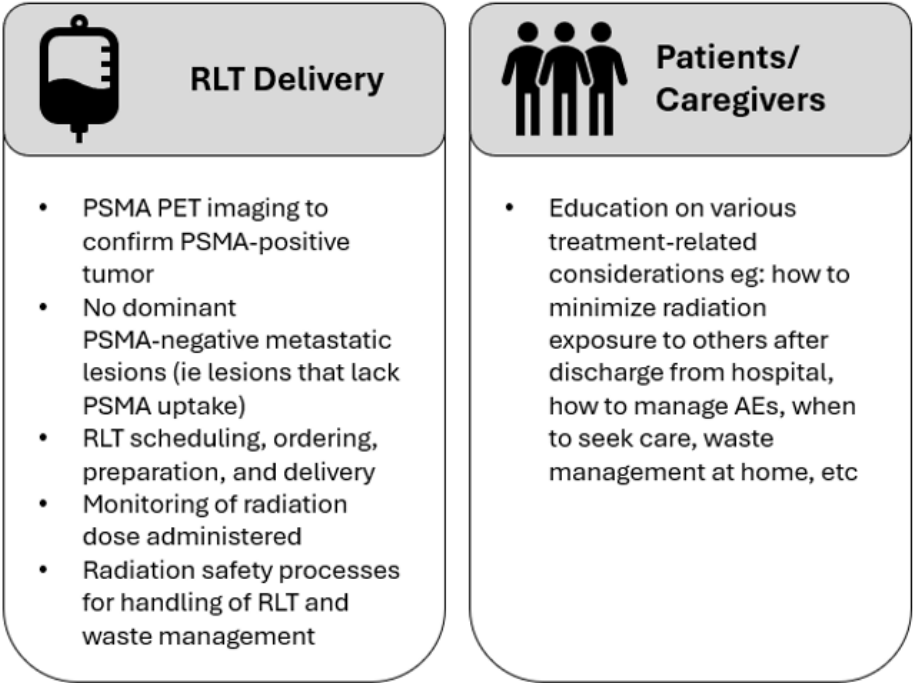 RLT Delivery
• PSMA PET imaging to
confirm PSMA-positive
tumor
• No dominant
PSMA-negative metastatic
lesions (ie lesions that lack
PSMA uptake)
• RLT scheduling, ordering,
preparation, and delivery
• Monitoring of radiation
dose administered
• Radiation safety processes
for handling of RLT and
waste management
Patients/
Caregivers
• Education on various
treatment-related
considerations eg: how to
minimize radiation
exposure to others after
discharge from hospital,
how to manage AEs, when
to seek care, waste
management at home, etc